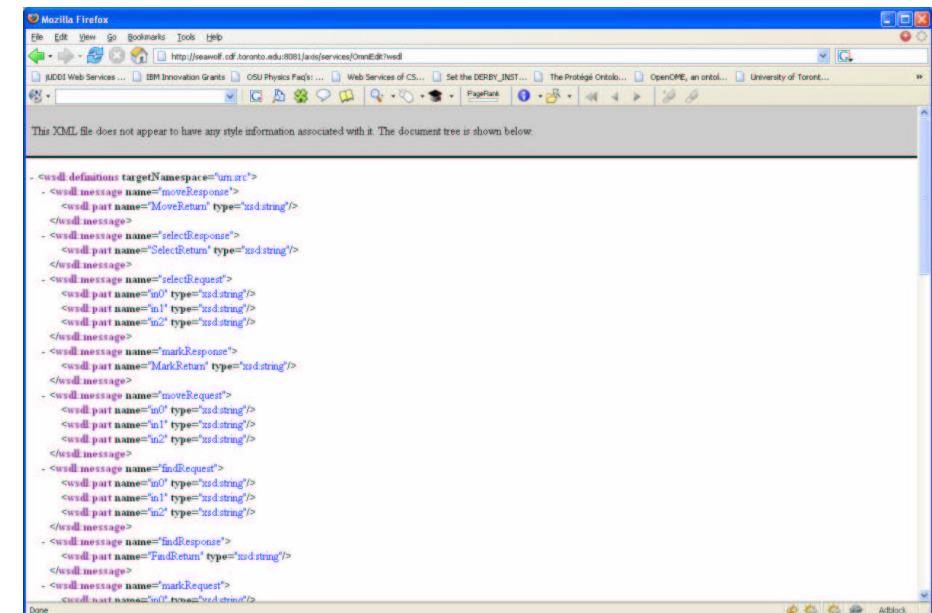 Mozilla Firefox
File Edit View Go Bookmarks Tools Help
http://seawolf.cdf.toronto.edu:8081/axis/services/OmniEdit?wsdl
jUDDI Web Services ... IBM Innovation Grants OSU Physics Faq's: ... Web Services of CS... Set the DERBY_INST... The Protégé Ontolo... OpenOME, an ontol... University of Toront... »
PageRank
This XML file does not appear to have any style information associated with it. The document tree is shown below.
- <wsdl:definitions targetNamespace="urn:src">
- <wsdl:message name="moveResponse">
<wsdl:part name="MoveReturn" type="xsd:string"/>
</wsdl:message>
- <wsdl:message name="selectResponse">
<wsdl:part name="SelectReturn" type="xsd:string"/>
</wsdl:message>
- <wsdl:message name="selectRequest">
<wsdl:part name="in0" type="xsd:string"/>
<wsdl:part name="in1" type="xsd:string"/>
<wsdl:part name="in2" type="xsd:string"/>
</wsdl:message>
- <wsdl:message name="markResponse">
<wsdl:part name="MarkReturn" type="xsd:string"/>
</wsdl:message>
- <wsdl:message name="moveRequest">
<wsdl:part name="in0" type="xsd:string"/>
<wsdl:part name="in1" type="xsd:string"/>
<wsdl:part name="in2" type="xsd:string"/>
</wsdl:message>
- <wsdl:message name="findRequest">
<wsdl:part name="in0" type="xsd:string"/>
<wsdl:part name="in1" type="xsd:string"/>
<wsdl:part name="in2" type="xsd:string"/>
</wsdl:message>
- <wsdl:message name="findResponse">
<wsdl:part name="FindReturn" type="xsd:string"/>
</wsdl:message>
- <wsdl:message name="markRequest">
<wsdl:part name="in0" type="xsd:string"/>
Done Adblock